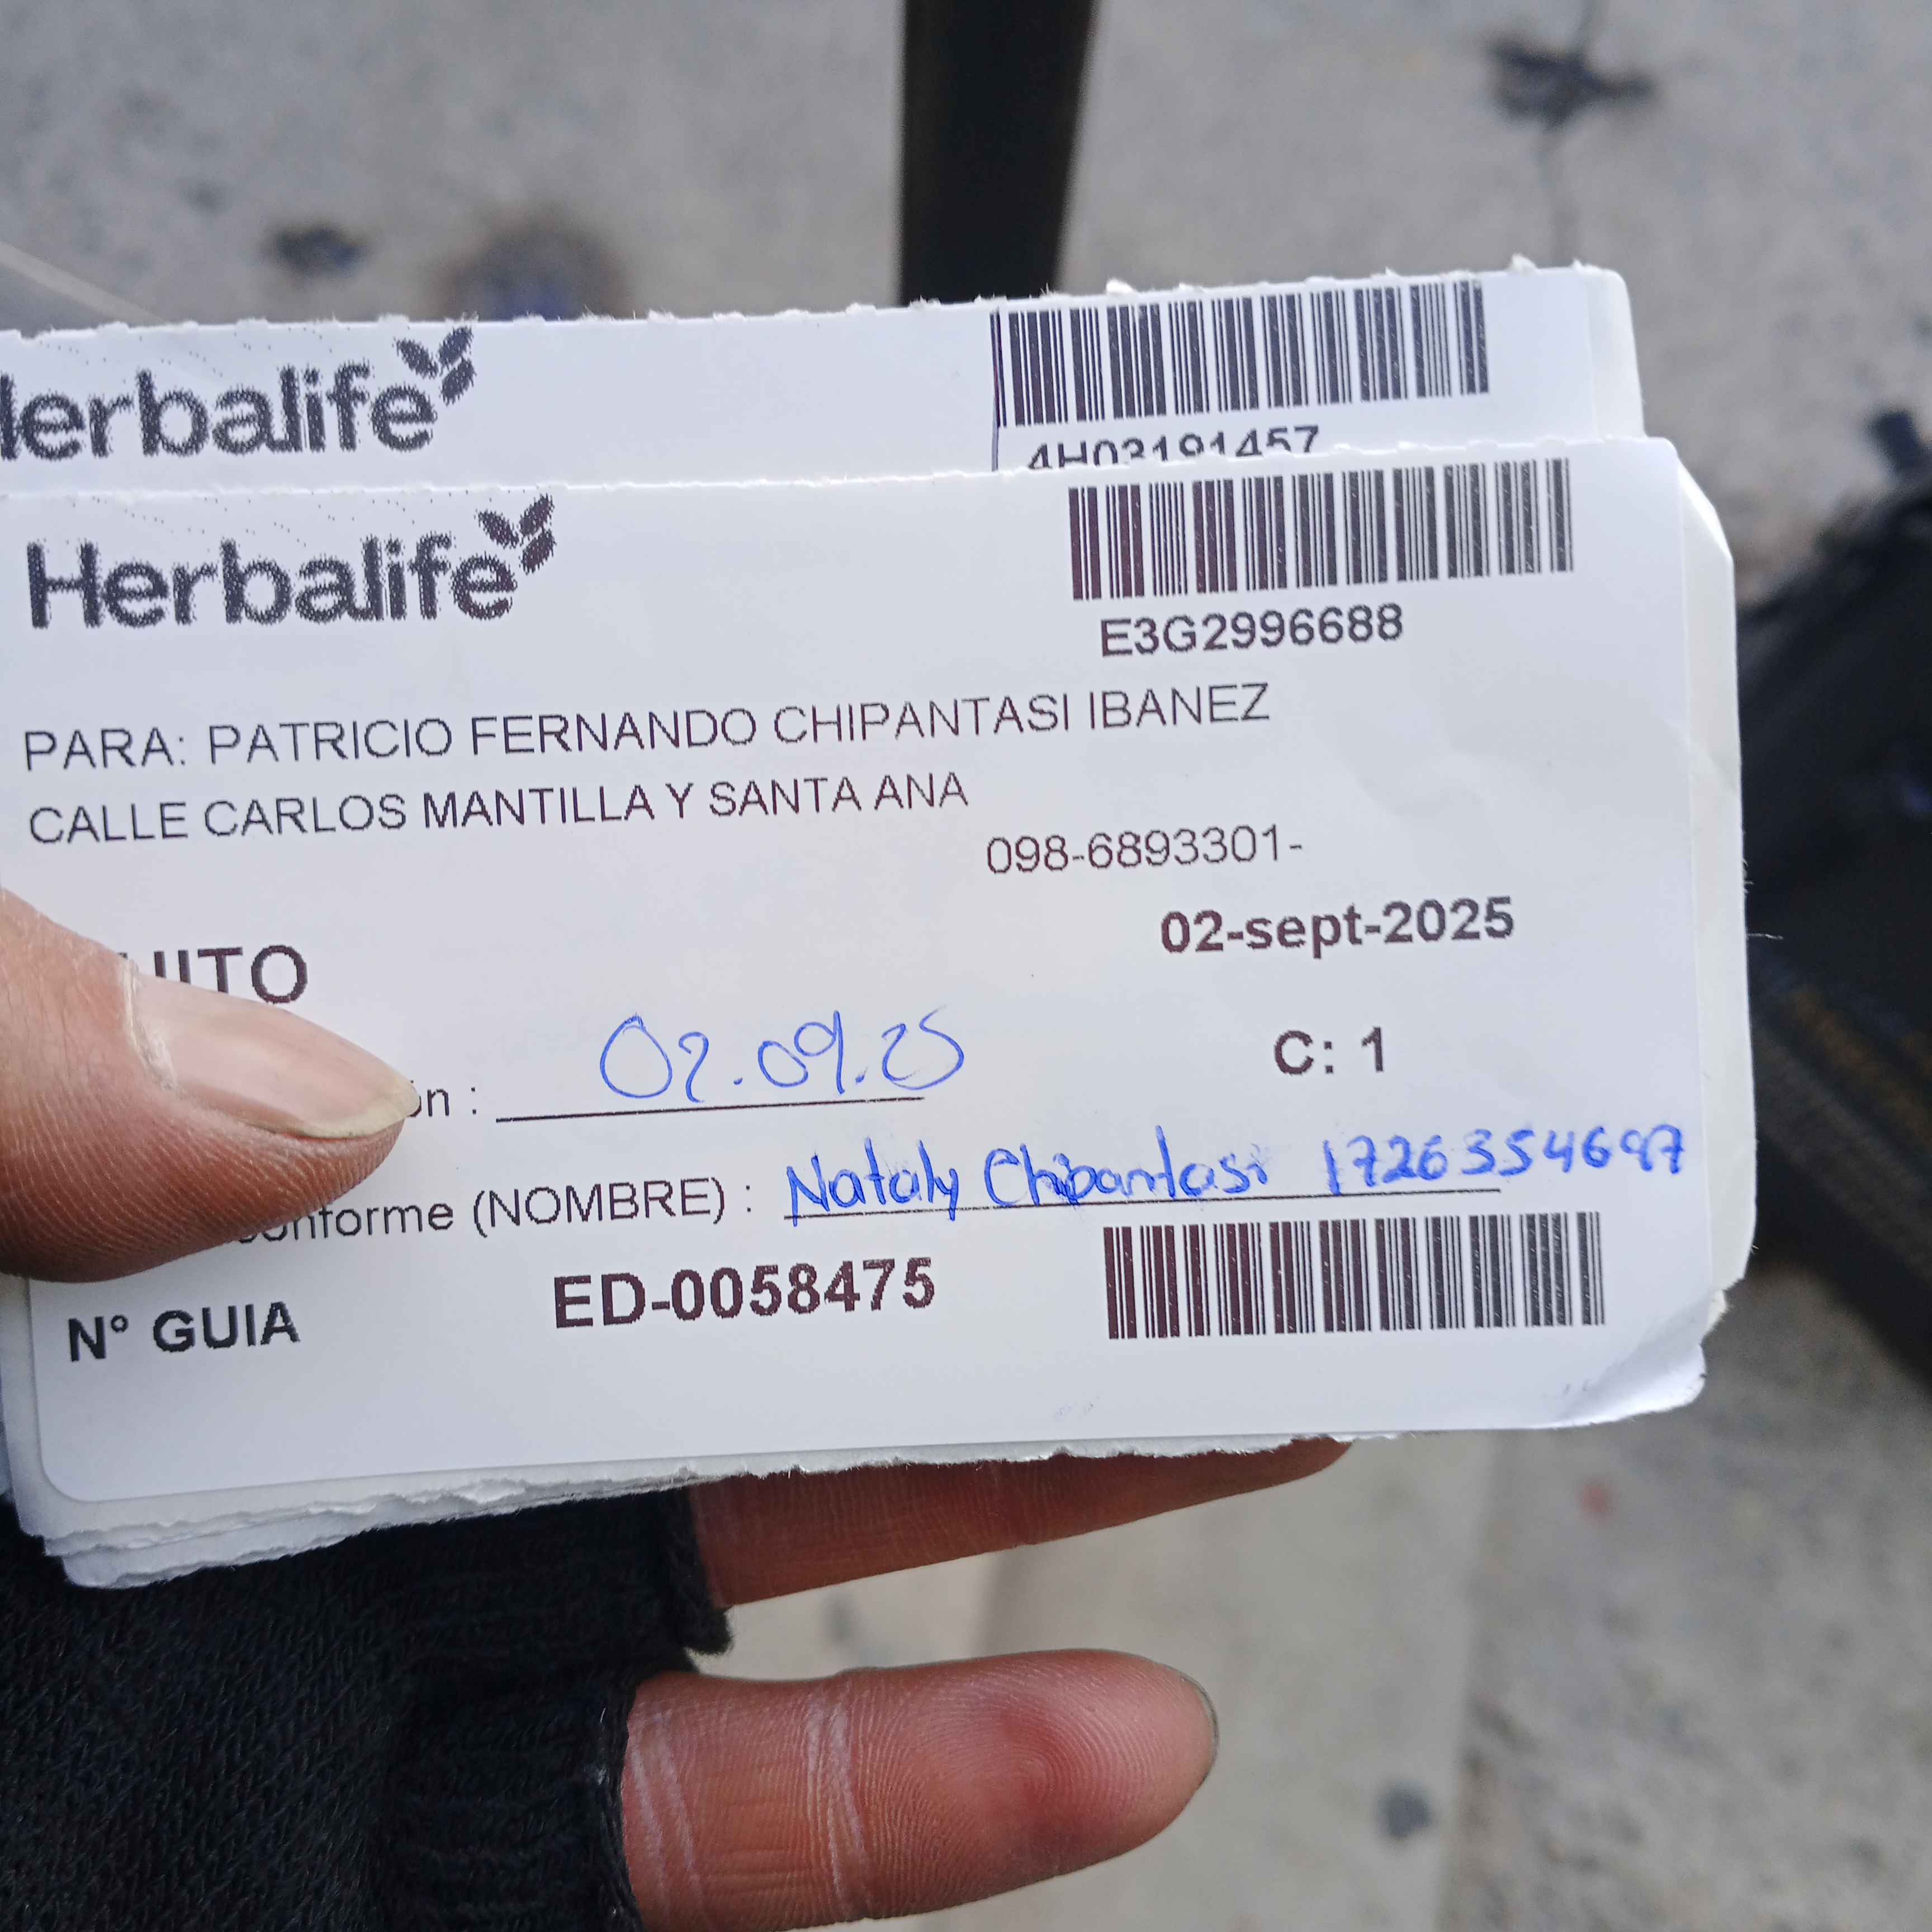 Herbalife
4H03191457
Herbalife
E3G2996688
PARA: PATRICIO FERNANDO CHIPANTASI IBANEZ
CALLE CARLOS MANTILLA Y SANTA ANA
098-6893301-
02-sept-2025
ón : 02.09.25
C: 1
conforme (NOMBRE) : Nataly Chipantasi 1726354697
N° GUIA ED-0058475